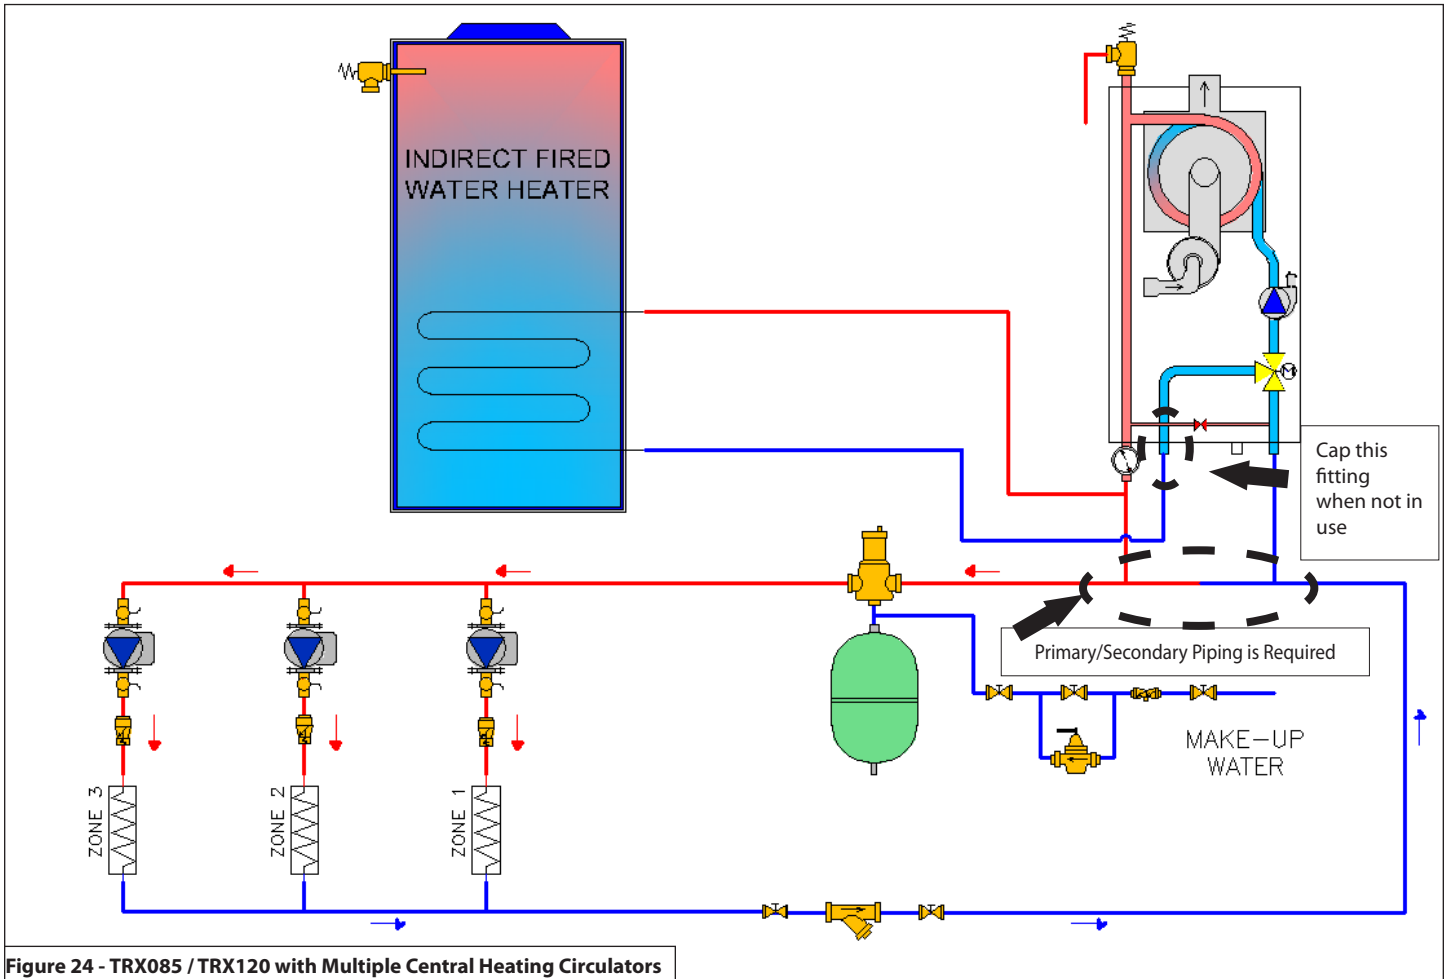 INDIRECT FIRED
WATER HEATER
M
Cap this
fitting
when not in
use
Primary/Secondary Piping is Required
MAKE-UP
WATER
ZONE 3
ZONE 2
ZONE 1
Figure 24 - TRX085 / TRX120 with Multiple Central Heating Circulators